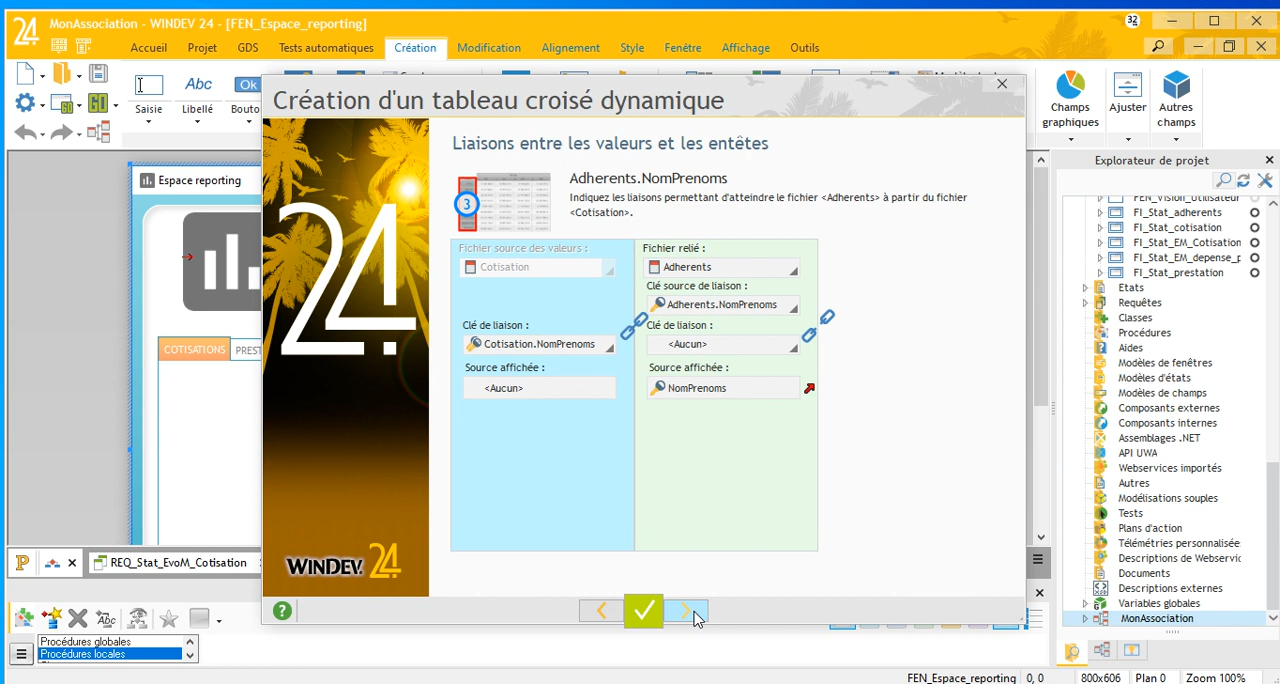 24
MonAssociation - WINDEV 24 - [FEN_Espace_reporting]
32
Accueil Projet GDS Tests automatiques Création Modification Alignement Style Fenêtre Affichage Outils
Abc
Ok
Saisie Libellé Bouto
Champs graphiques
Ajuster
Autres champs
GO
Création d'un tableau croisé dynamique
Explorateur de projet
Espace reporting
COTISATIONS
PREST
24
WINDEV. 24
Liaisons entre les valeurs et les entêtes
3
Adherents.NomPrenoms
Indiquez les liaisons permettant d'atteindre le fichier <Adherents> à partir du fichier
<Cotisation>.
Fichier source des valeurs :
Cotisation
Clé de liaison :
Cotisation.NomPrenoms
Source affichée :
<Aucun>
Fichier relié :
Adherents
Clé source de liaison :
Adherents.NomPrenoms
Clé de liaison :
<Aucun>
Source affichée :
NomPrenoms
FEN_Vision_utilisateur
FI_Stat_adherents
FI_Stat_cotisation
FI_Stat_EM_Cotisation
FI_Stat_EM_depense_p
FI_Stat_prestation
Etats
Requêtes
Classes
Procédures
Aides
Modèles de fenêtres
Modèles d'états
Modèles de champs
Composants externes
Composants internes
Assemblages .NET
API UWA
Webservices importés
Autres
Modélisations souples
Tests
Plans d'action
Télémétries personnalisée
Descriptions de Webservic
Documents
Descriptions externes
Variables globales
MonAssociation
P
REQ_Stat_EvoM_Cotisation
?
Abc
Procédures globales
Procédures locales
FEN_Espace_reporting 0, 0 800x606 Plan 0 Zoom 100%